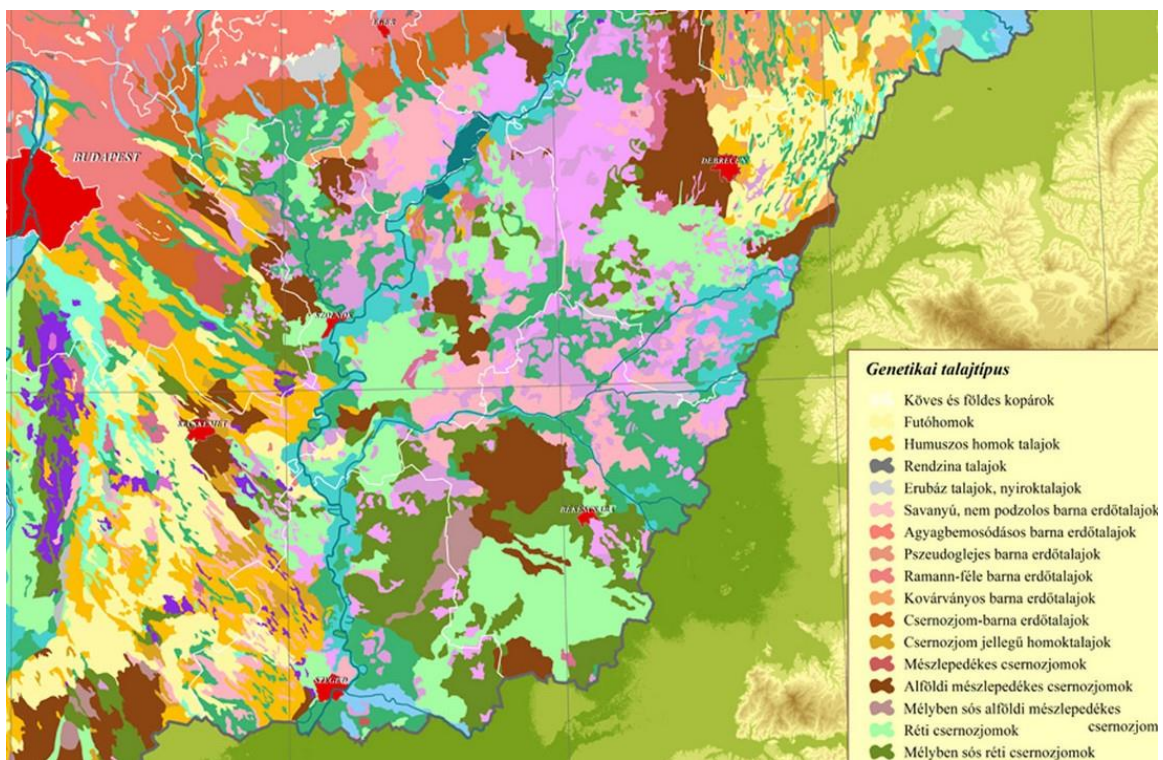 EGER
BUDAPEST
DEBRECEN
SZEGED
Genetikai talajtípus
Köves és földes kopárok
Futóhomok
Humuszos homok talajok
Rendzina talajok
Erubáz talajok, nyiroktalajok
Savanyú, nem podzolos barna erdőtalajok
Agyagbemosódásos barna erdőtalajok
Pszeudoglejes barna erdőtalajok
Ramann-féle barna erdőtalajok
Kovárványos barna erdőtalajok
Csernozjom-barna erdőtalajok
Csernozjom jellegű homoktalajok
Mészlepedékes csernozjomok
Alföldi mészlepedékes csernozjomok
Mélyben sós alföldi mészlepedékes
csernozjom
Réti csernozjomok
Mélyben sós réti csernozjomok